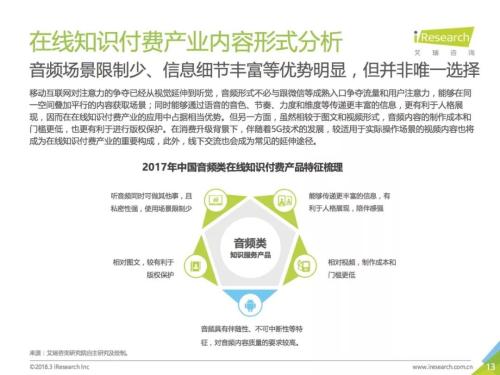 在线知识付费产业内容形式分析
iResearch
艾瑞咨询
音频场景限制少、信息细节丰富等优势明显，但并非唯一选择
移动互联网对注意力的争夺已经从视觉延伸到听觉，音频形式不必与跟微信等成熟入口争夺流量和用户注意力，能够在同
一空间叠加平行的内容获取场景；同时能够通过语音的音色、节奏、力度和维度等传递更丰富的信息，更有利于人格展
现，因而在在线知识付费产业的应用中占据相当优势。但另一方面，虽然相较于图文和视频形式，音频内容的制作成本和
门槛更低，也更有利于进行版权保护。在消费升级背景下，伴随着5G技术的发展，较适用于实际操作场景的视频内容也将
成为在线知识付费产业的重要构成，此外，线下交流也会成为常见的延伸途径。
2017年中国音频类在线知识付费产品特征梳理
听音频同时可做其他事，且
私密性强，使用场景限制少
能够传递更丰富的信息，有
利于人格展现，陪伴感强
音频类
知识服务产品
相对图文，较有利于
版权保护
相对视频，制作成本和
门槛更低
音频具有伴随性、不可中断性等特
征，对音频内容质量的要求较高。
来源：艾瑞咨询研究院自主研究及绘制。
©2018.3 iResearch Inc
www.iresearch.com.cn
13